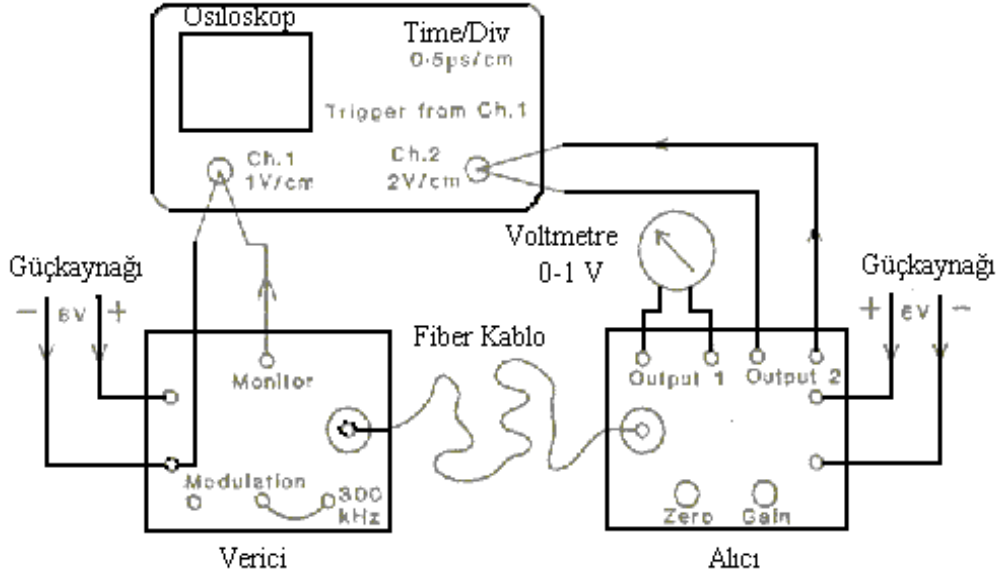 Osiloskop
Time/Div
0.5µs/cm
Trigger from Ch.1
Ch.1
1V/cm
Ch.2
2V/cm
Voltmetre
0-1 V
Güçkaynağı
- 6V +
Güçkaynağı
+ 6V -
Fiber Kablo
Monitor
Output 1
Output 2
Modulation
300
kHz
Zero
Gain
Verici
Alıcı